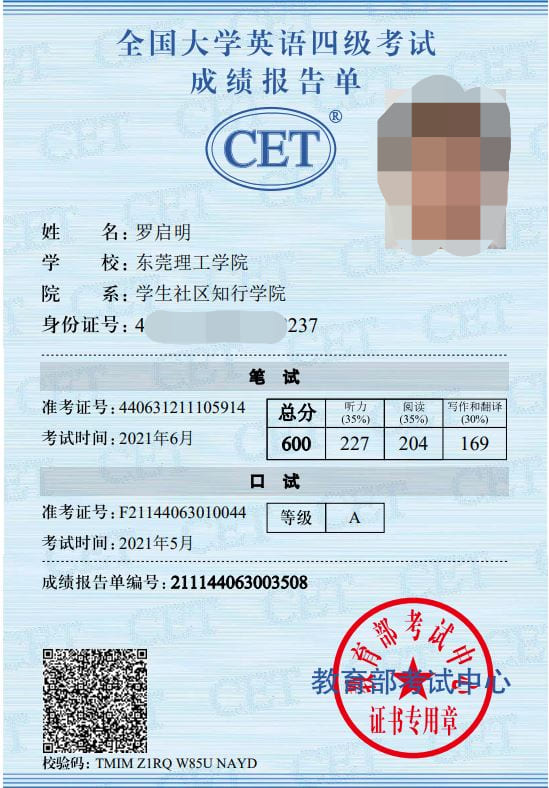 全国大学英语四级考试
成绩报告单
CET®
姓 名：罗启明
学 校：东莞理工学院
院 系：学生社区知行学院
身份证号：4 237
笔 试
准考证号：440631211105914
考试时间：2021年6月
总分 听力 (35%) 阅读 (35%) 写作和翻译 (30%)
600 227 204 169
口 试
准考证号：F21144063010044
等级 A
考试时间：2021年5月
成绩报告单编号：211144063003508
教育部考试中心
教育部考试中心
证书专用章
校验码：TMIM Z1RQ W85U NAYD